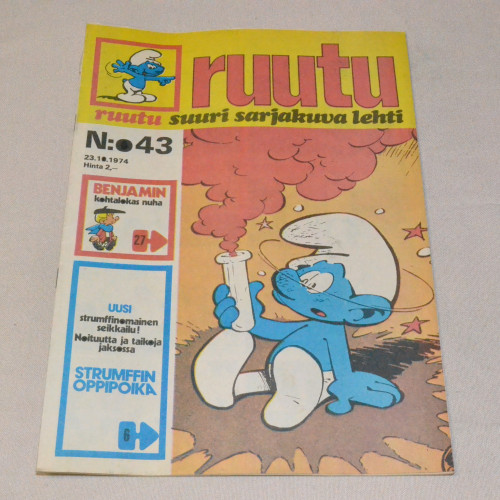 ruutu
ruutu suuri sarjakuva lehti
N:o 43
23.10.1974
Hinta 2,—
BENJAMIN
kohtalokas nuha
27
UUSI
strumffinomainen
seikkailu!
Noituutta ja taikoja
jaksossa
STRUMFFIN
OPPIPOIKA
6